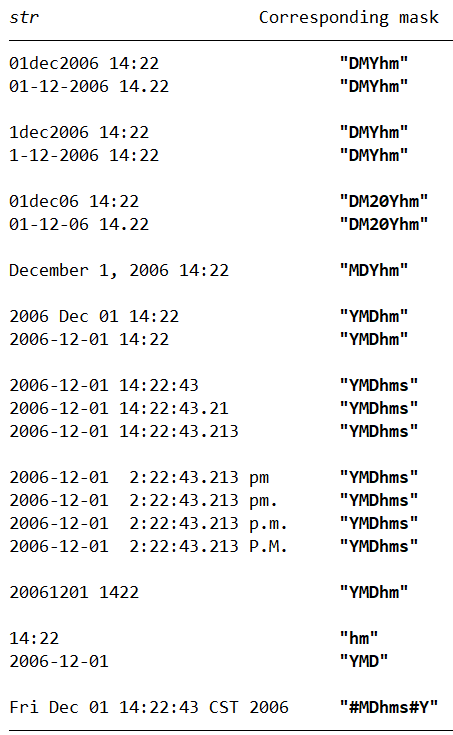 str Corresponding mask
01dec2006 14:22 "DMYhm"
01-12-2006 14.22 "DMYhm"
1dec2006 14:22 "DMYhm"
1-12-2006 14:22 "DMYhm"
01dec06 14:22 "DM20Yhm"
01-12-06 14.22 "DM20Yhm"
December 1, 2006 14:22 "MDYhm"
2006 Dec 01 14:22 "YMDhm"
2006-12-01 14:22 "YMDhm"
2006-12-01 14:22:43 "YMDhms"
2006-12-01 14:22:43.21 "YMDhms"
2006-12-01 14:22:43.213 "YMDhms"
2006-12-01  2:22:43.213 pm "YMDhms"
2006-12-01  2:22:43.213 pm. "YMDhms"
2006-12-01  2:22:43.213 p.m. "YMDhms"
2006-12-01  2:22:43.213 P.M. "YMDhms"
20061201 1422 "YMDhm"
14:22 "hm"
2006-12-01 "YMD"
Fri Dec 01 14:22:43 CST 2006 "#MDhms#Y"